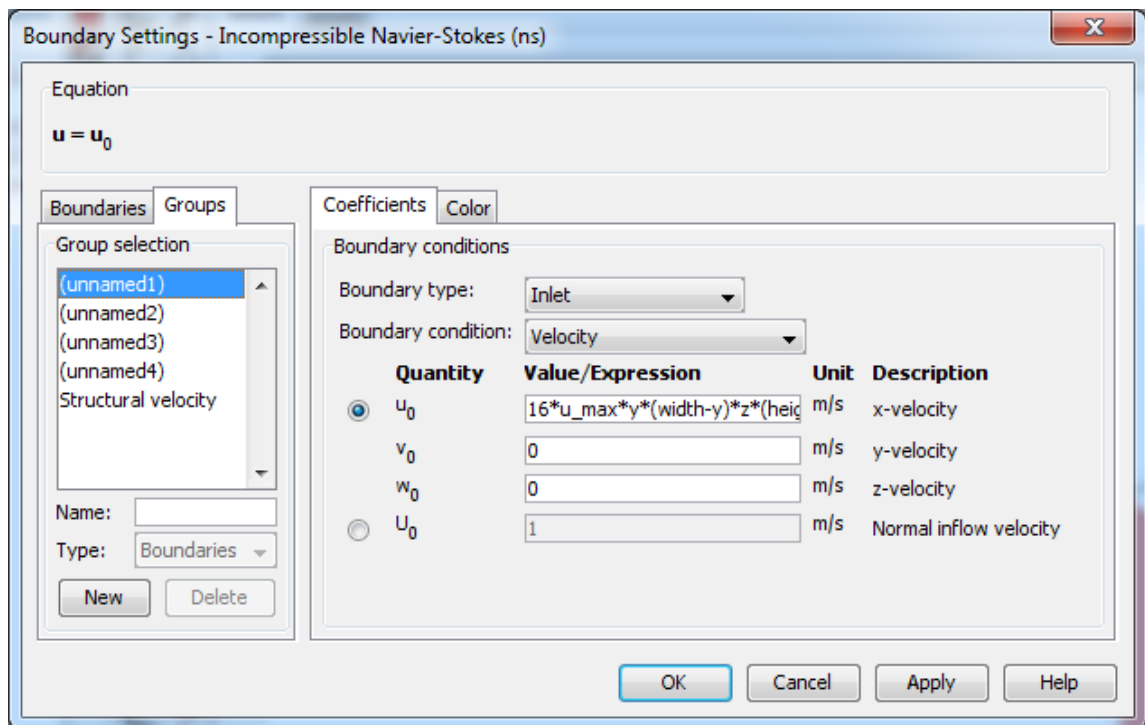 Boundary Settings - Incompressible Navier-Stokes (ns)
x
Equation
u = u0
Boundaries Groups
Group selection
(unnamed1)
(unnamed2)
(unnamed3)
(unnamed4)
Structural velocity
Name:
Type: Boundaries
New Delete
Coefficients Color
Boundary conditions
Boundary type: Inlet
Boundary condition: Velocity
Quantity Value/Expression Unit Description
u0 16*u_max*y*(width-y)*z*(heig m/s x-velocity
v0 0 m/s y-velocity
w0 0 m/s z-velocity
U0 1 m/s Normal inflow velocity
OK Cancel Apply Help